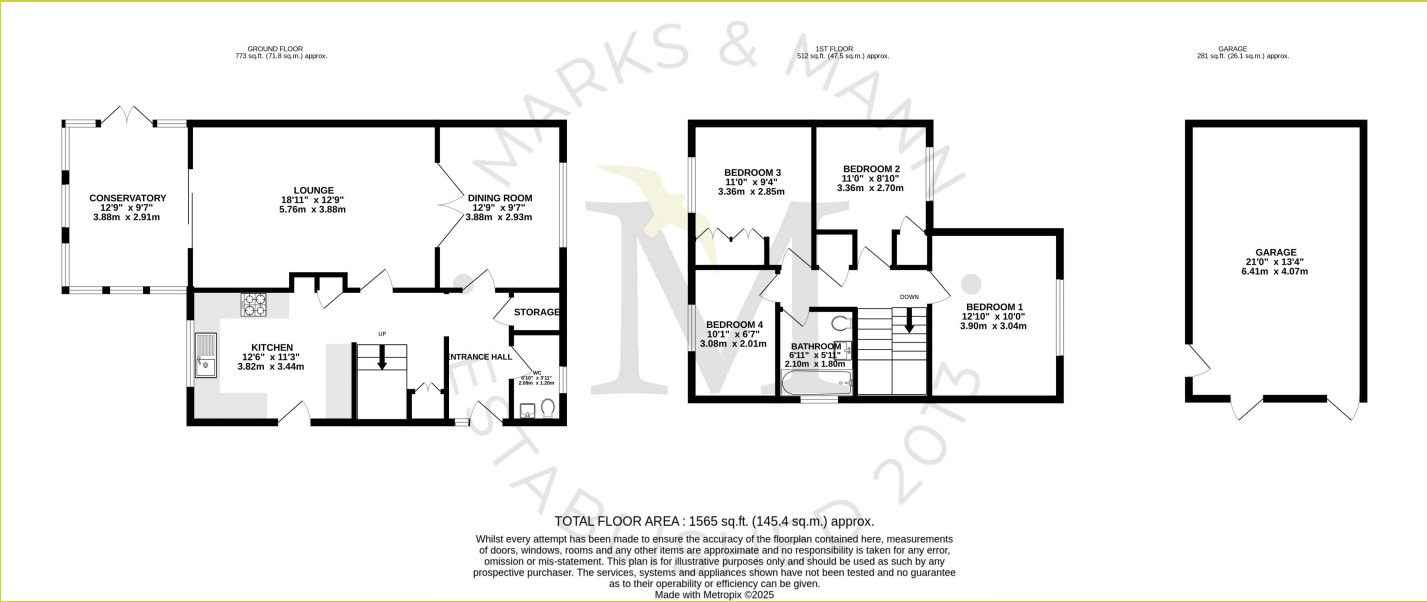 GROUND FLOOR
773 sq.ft. (71.8 sq.m.) approx.
1ST FLOOR
512 sq.ft. (47.5 sq.m.) approx.
GARAGE
281 sq.ft. (26.1 sq.m.) approx.
MARKS & MANN
M
ESTABLISHED 2013
CONSERVATORY
12'9" x 9'7"
3.88m x 2.91m
LOUNGE
18'11" x 12'9"
5.76m x 3.88m
DINING ROOM
12'9" x 9'7"
3.88m x 2.93m
KITCHEN
12'6" x 11'3"
3.82m x 3.44m
UP
ENTRANCE HALL
STORAGE
WC
6'10" x 3'11"
2.09m x 1.20m
BEDROOM 3
11'0" x 9'4"
3.36m x 2.85m
BEDROOM 2
11'0" x 8'10"
3.36m x 2.70m
BEDROOM 4
10'1" x 6'7"
3.08m x 2.01m
BATHROOM
6'11" x 5'11"
2.10m x 1.80m
DOWN
BEDROOM 1
12'10" x 10'0"
3.90m x 3.04m
GARAGE
21'0" x 13'4"
6.41m x 4.07m
TOTAL FLOOR AREA : 1565 sq.ft. (145.4 sq.m.) approx.
Whilst every attempt has been made to ensure the accuracy of the floorplan contained here, measurements
of doors, windows, rooms and any other items are approximate and no responsibility is taken for any error,
omission or mis-statement. This plan is for illustrative purposes only and should be used as such by any
prospective purchaser. The services, systems and appliances shown have not been tested and no guarantee
as to their operability or efficiency can be given.
Made with Metropix ©2025